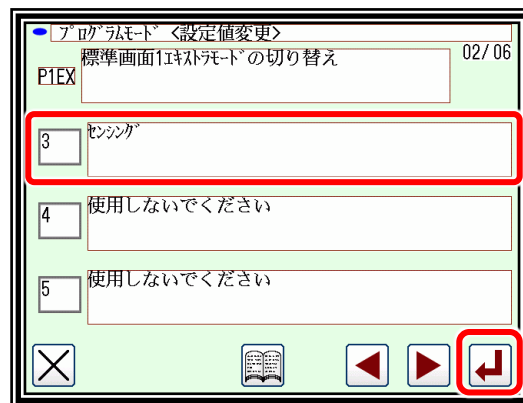 ﾌﾟﾛｸﾞﾗﾑﾓｰﾄﾞ <設定値変更>
P1EX
標準画面1ｴｷｽﾄﾗﾓｰﾄﾞの切り替え
02/06
3
ｾﾝｼﾝｸﾞ
4
使用しないでください
5
使用しないでください